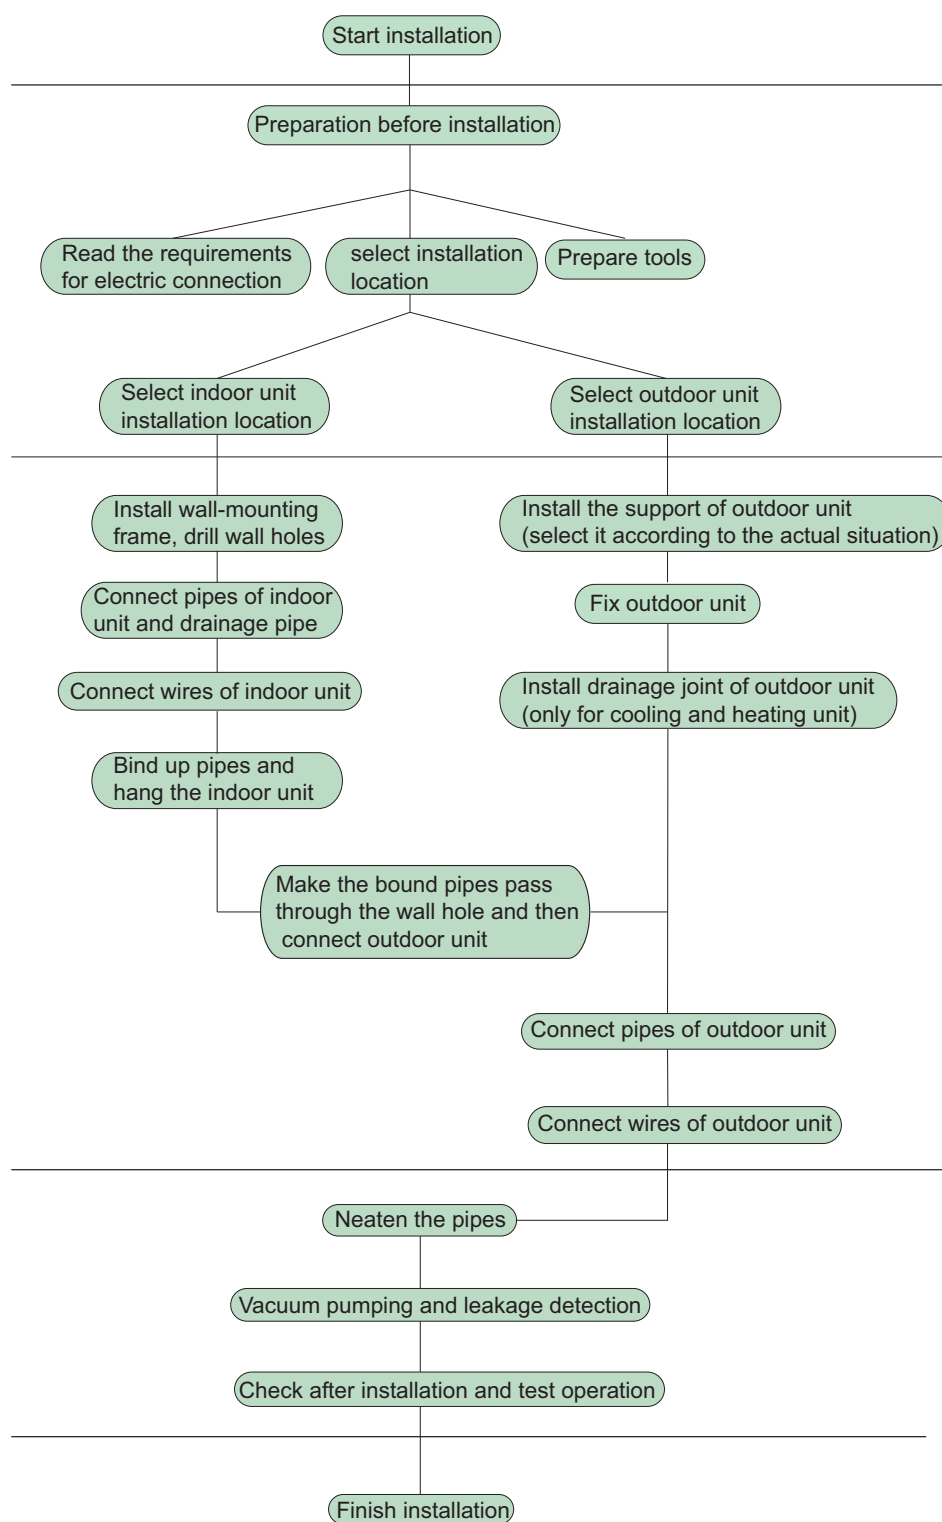 Start installation
Preparation before installation
Read the requirements
for electric connection
select installation
location
Prepare tools
Select indoor unit
installation location
Select outdoor unit
installation location
Install wall-mounting
frame, drill wall holes
Install the support of outdoor unit
(select it according to the actual situation)
Connect pipes of indoor
unit and drainage pipe
Fix outdoor unit
Connect wires of indoor unit
Install drainage joint of outdoor unit
(only for cooling and heating unit)
Bind up pipes and
hang the indoor unit
Make the bound pipes pass
through the wall hole and then
connect outdoor unit
Connect pipes of outdoor unit
Connect wires of outdoor unit
Neaten the pipes
Vacuum pumping and leakage detection
Check after installation and test operation
Finish installation